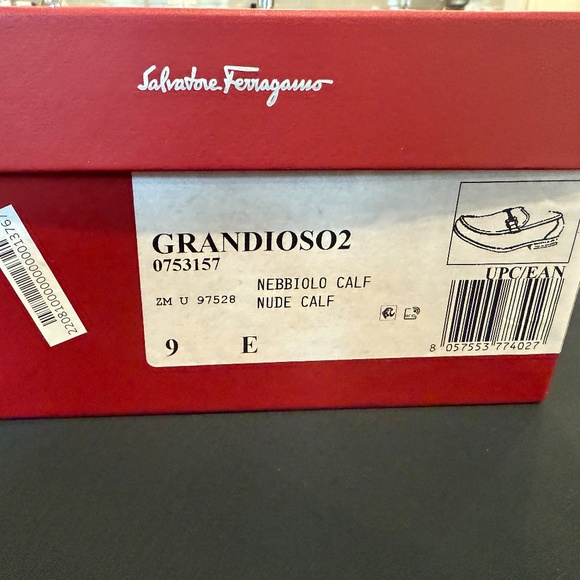 Salvatore Ferragamo
GRANDIOSO2
0753157
NEBBIOLO CALF
ZM U 97528 NUDE CALF
9 E
UPC/EAN
8 057553 774027